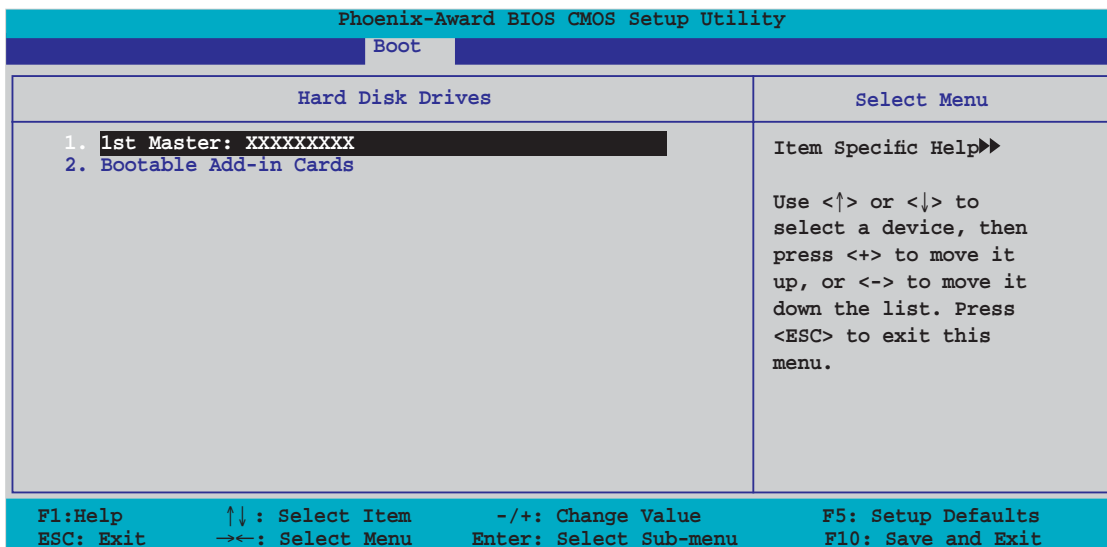 Phoenix-Award BIOS CMOS Setup Utility
Boot
Hard Disk Drives
1. 1st Master: XXXXXXXXX
2. Bootable Add-in Cards
Select Menu
Item Specific Help▶▶
Use <↑> or <↓> to
select a device, then
press <+> to move it
up, or <-> to move it
down the list. Press
<ESC> to exit this
menu.
F1:Help ↑↓: Select Item -/+: Change Value F5: Setup Defaults
ESC: Exit →←: Select Menu Enter: Select Sub-menu F10: Save and Exit